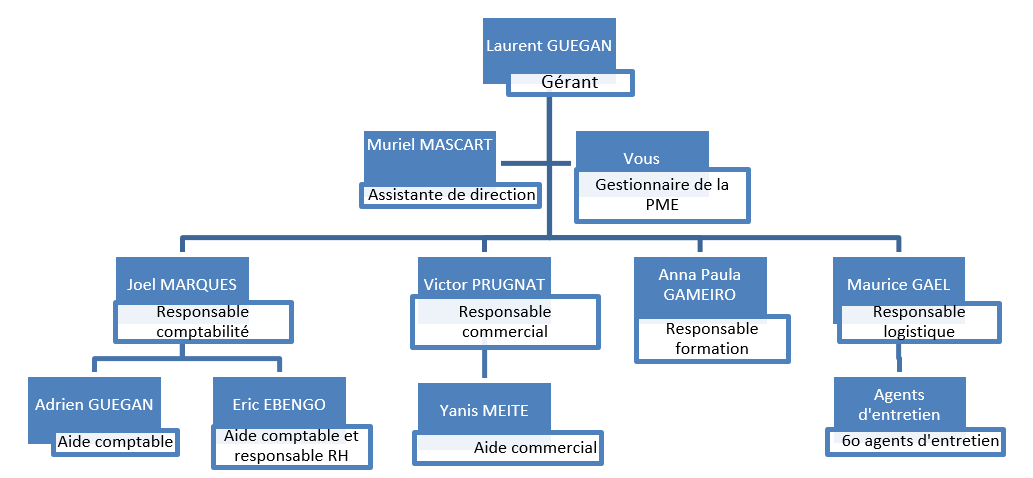 Laurent GUEGAN
Gérant
Muriel MASCART
Assistante de direction
Vous
Gestionnaire de la
PME
Joel MARQUES
Responsable
comptabilité
Victor PRUGNAT
Responsable
commercial
Anna Paula
GAMEIRO
Responsable
formation
Maurice GAEL
Responsable
logistique
Adrien GUEGAN
Aide comptable
Eric EBENGO
Aide comptable et
responsable RH
Yanis MEITE
Aide commercial
Agents
d'entretien
6o agents d'entretien